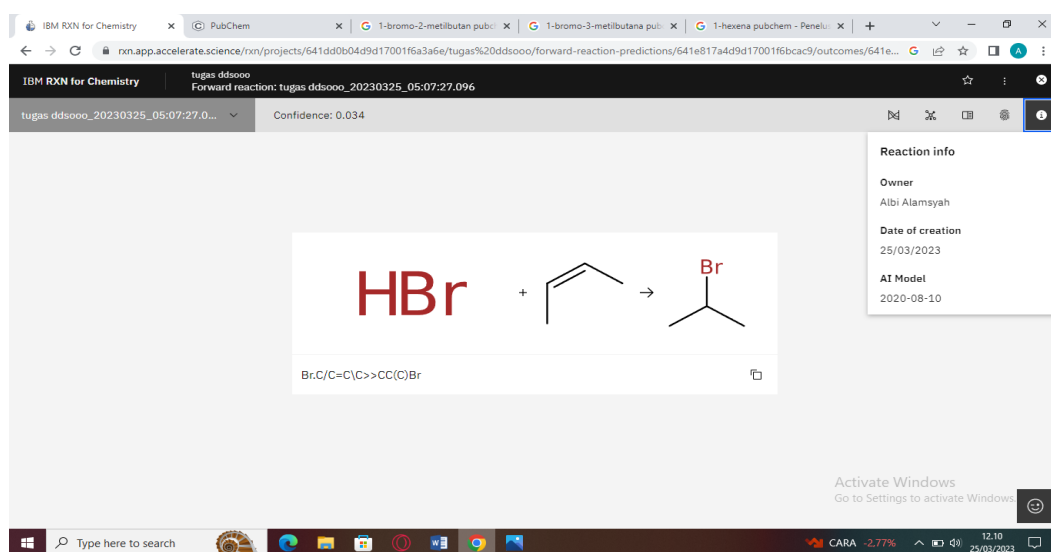 IBM RXN for Chemistry
PubChem
1-bromo-2-metilbutan pubc
1-bromo-3-metilbutana pub
1-hexena pubchem - Penelu
rxn.app.accelerate.science/rxn/projects/641dd0b04d9d17001f6a3a6e/tugas%20ddsooo/forward-reaction-predictions/641e817a4d9d17001f6bcac9/outcomes/641e...
A
IBM RXN for Chemistry
tugas ddsooo
Forward reaction: tugas ddsooo_20230325_05:07:27.096
tugas ddsooo_20230325_05:07:27.0...
Confidence: 0.034
Reaction info
Owner
Albi Alamsyah
Date of creation
25/03/2023
AI Model
2020-08-10
HBr + → Br
Br.C/C=C\C>>CC(C)Br
Activate Windows
Go to Settings to activate Windows.
Type here to search
CARA -2,77%
12.10
25/03/2023